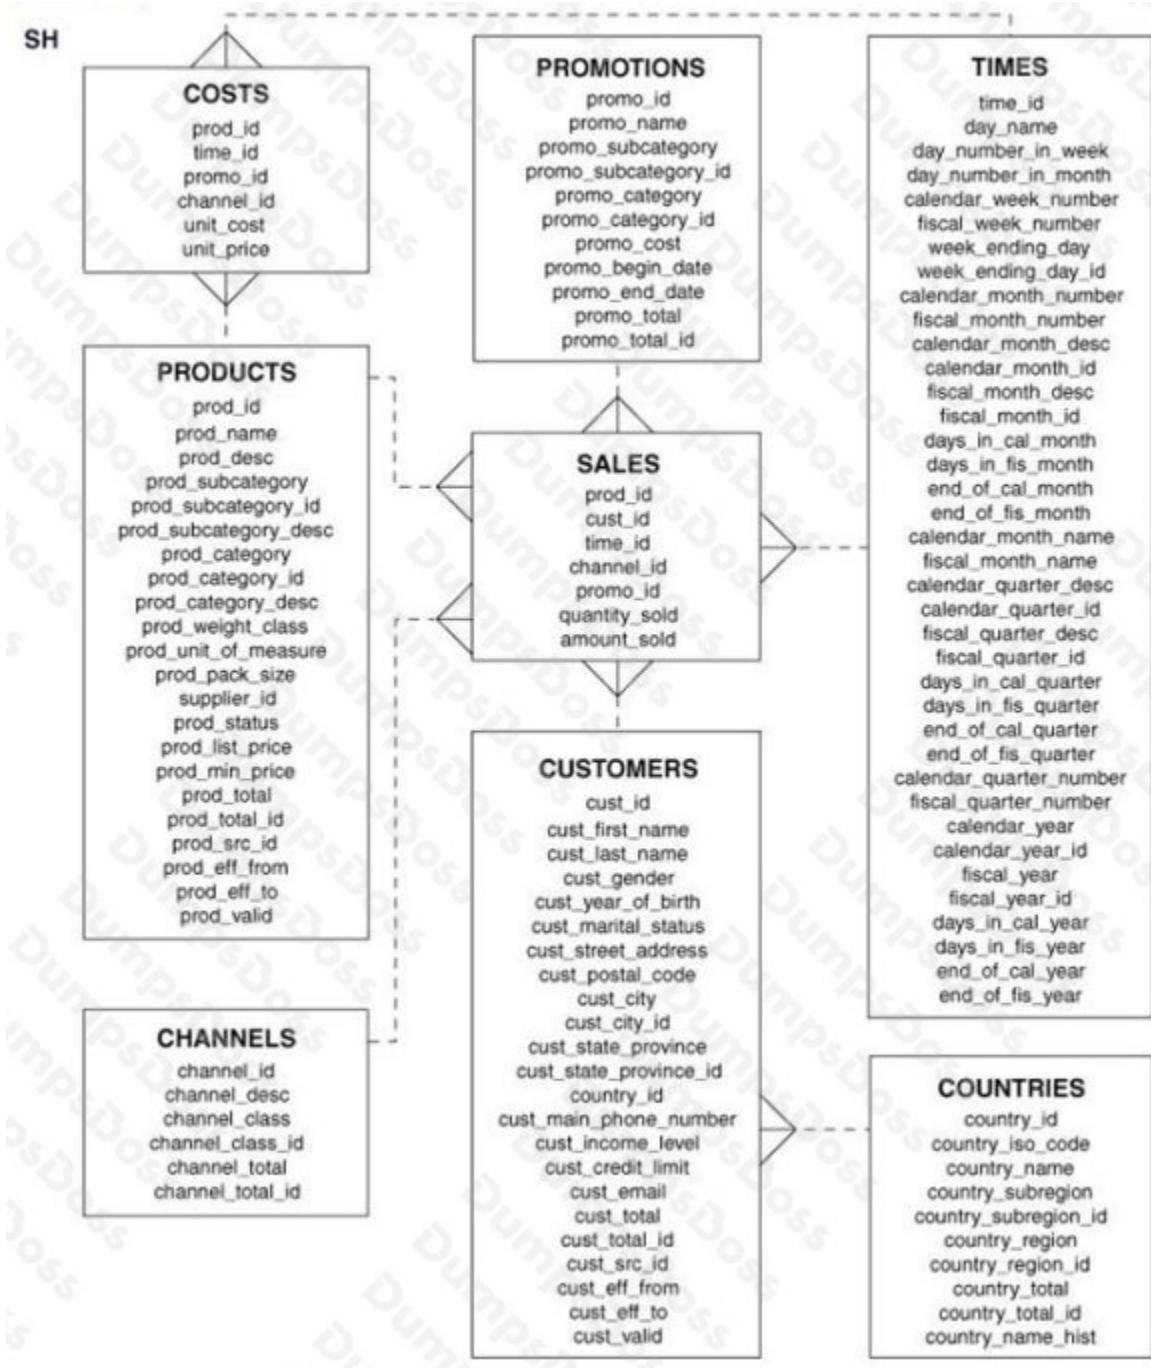 SH
COSTS
prod_id
time_id
promo_id
channel_id
unit_cost
unit_price
PRODUCTS
prod_id
prod_name
prod_desc
prod_subcategory
prod_subcategory_id
prod_subcategory_desc
prod_category
prod_category_id
prod_category_desc
prod_weight_class
prod_unit_of_measure
prod_pack_size
supplier_id
prod_status
prod_list_price
prod_min_price
prod_total
prod_total_id
prod_src_id
prod_eff_from
prod_eff_to
prod_valid
CHANNELS
channel_id
channel_desc
channel_class
channel_class_id
channel_total
channel_total_id
PROMOTIONS
promo_id
promo_name
promo_subcategory
promo_subcategory_id
promo_category
promo_category_id
promo_cost
promo_begin_date
promo_end_date
promo_total
promo_total_id
SALES
prod_id
cust_id
time_id
channel_id
promo_id
quantity_sold
amount_sold
CUSTOMERS
cust_id
cust_first_name
cust_last_name
cust_gender
cust_year_of_birth
cust_marital_status
cust_street_address
cust_postal_code
cust_city
cust_city_id
cust_state_province
cust_state_province_id
country_id
cust_main_phone_number
cust_income_level
cust_credit_limit
cust_email
cust_total
cust_total_id
cust_src_id
cust_eff_from
cust_eff_to
cust_valid
TIMES
time_id
day_name
day_number_in_week
day_number_in_month
calendar_week_number
fiscal_week_number
week_ending_day
week_ending_day_id
calendar_month_number
fiscal_month_number
calendar_month_desc
calendar_month_id
fiscal_month_desc
fiscal_month_id
days_in_cal_month
days_in_fis_month
end_of_cal_month
end_of_fis_month
calendar_month_name
fiscal_month_name
calendar_quarter_desc
calendar_quarter_id
fiscal_quarter_desc
fiscal_quarter_id
days_in_cal_quarter
days_in_fis_quarter
end_of_cal_quarter
end_of_fis_quarter
calendar_quarter_number
fiscal_quarter_number
calendar_year
calendar_year_id
fiscal_year
fiscal_year_id
days_in_cal_year
days_in_fis_year
end_of_cal_year
end_of_fis_year
COUNTRIES
country_id
country_iso_code
country_name
country_subregion
country_subregion_id
country_region
country_region_id
country_total
country_total_id
country_name_hist
DumpsDoss